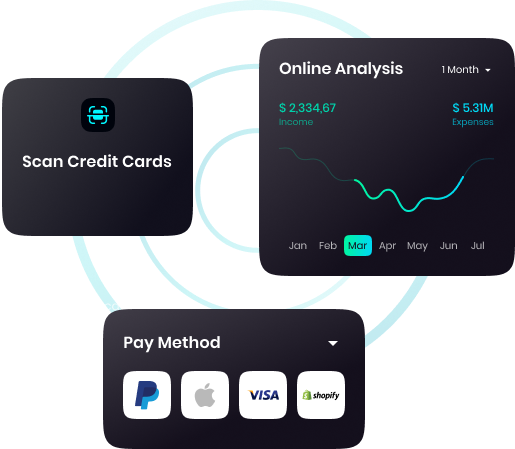 Online Analysis
1 Month
$ 2,334,67
$ 5.31M
Income
Expenses
Jan Feb Mar Apr May Jun Jul
Scan Credit Cards
Pay Method
VISA
shopify